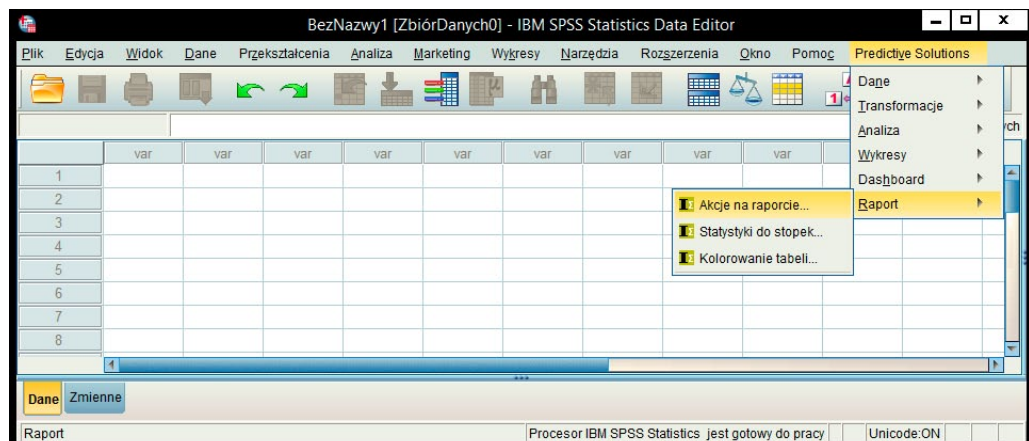 BezNazwy1 [ZbiórDanych0] - IBM SPSS Statistics Data Editor
Plik Edycja Widok Dane Przekształcenia Analiza Marketing Wykresy Narzędzia Rozszerzenia Okno Pomoc Predictive Solutions
Dane
Transformacje
Analiza
Wykresy
Dashboard
Raport
Akcje na raporcie...
Statystyki do stopek...
Kolorowanie tabeli...
var var var var var var var var var
1
2
3
4
5
6
7
8
Dane Zmienne
Raport Procesor IBM SPSS Statistics jest gotowy do pracy Unicode:ON